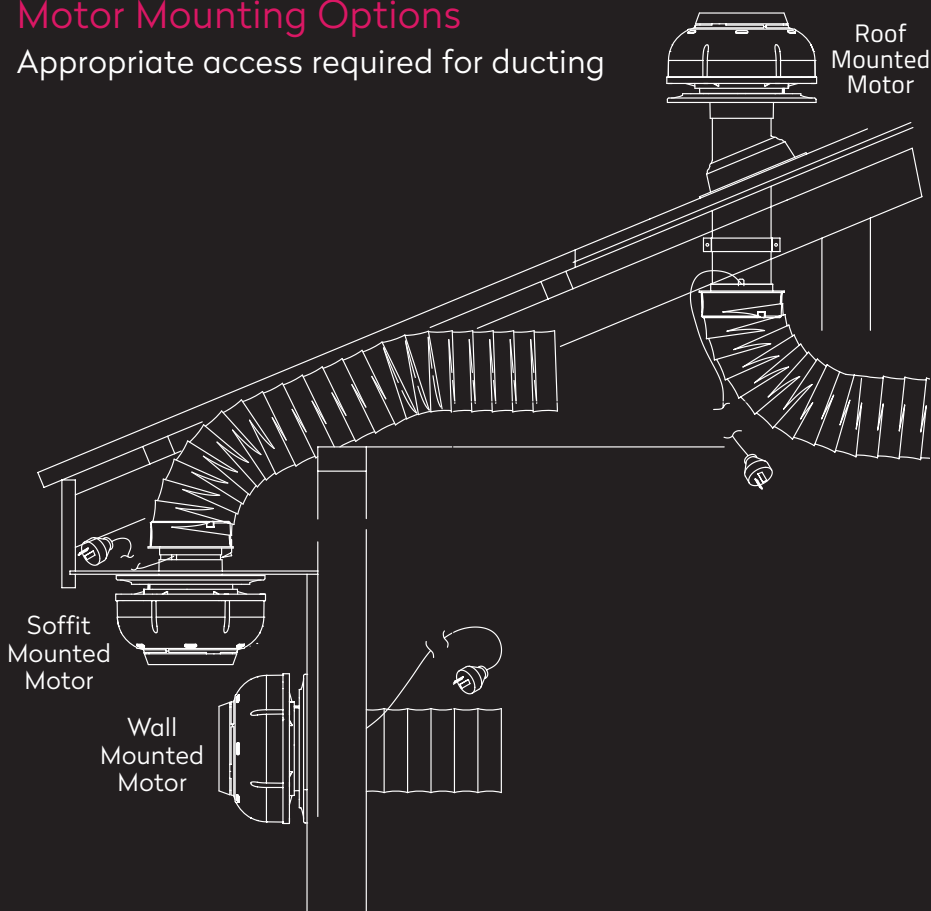 Motor Mounting Options
Appropriate access required for ducting
Roof
Mounted
Motor
Soffit
Mounted
Motor
Wall
Mounted
Motor